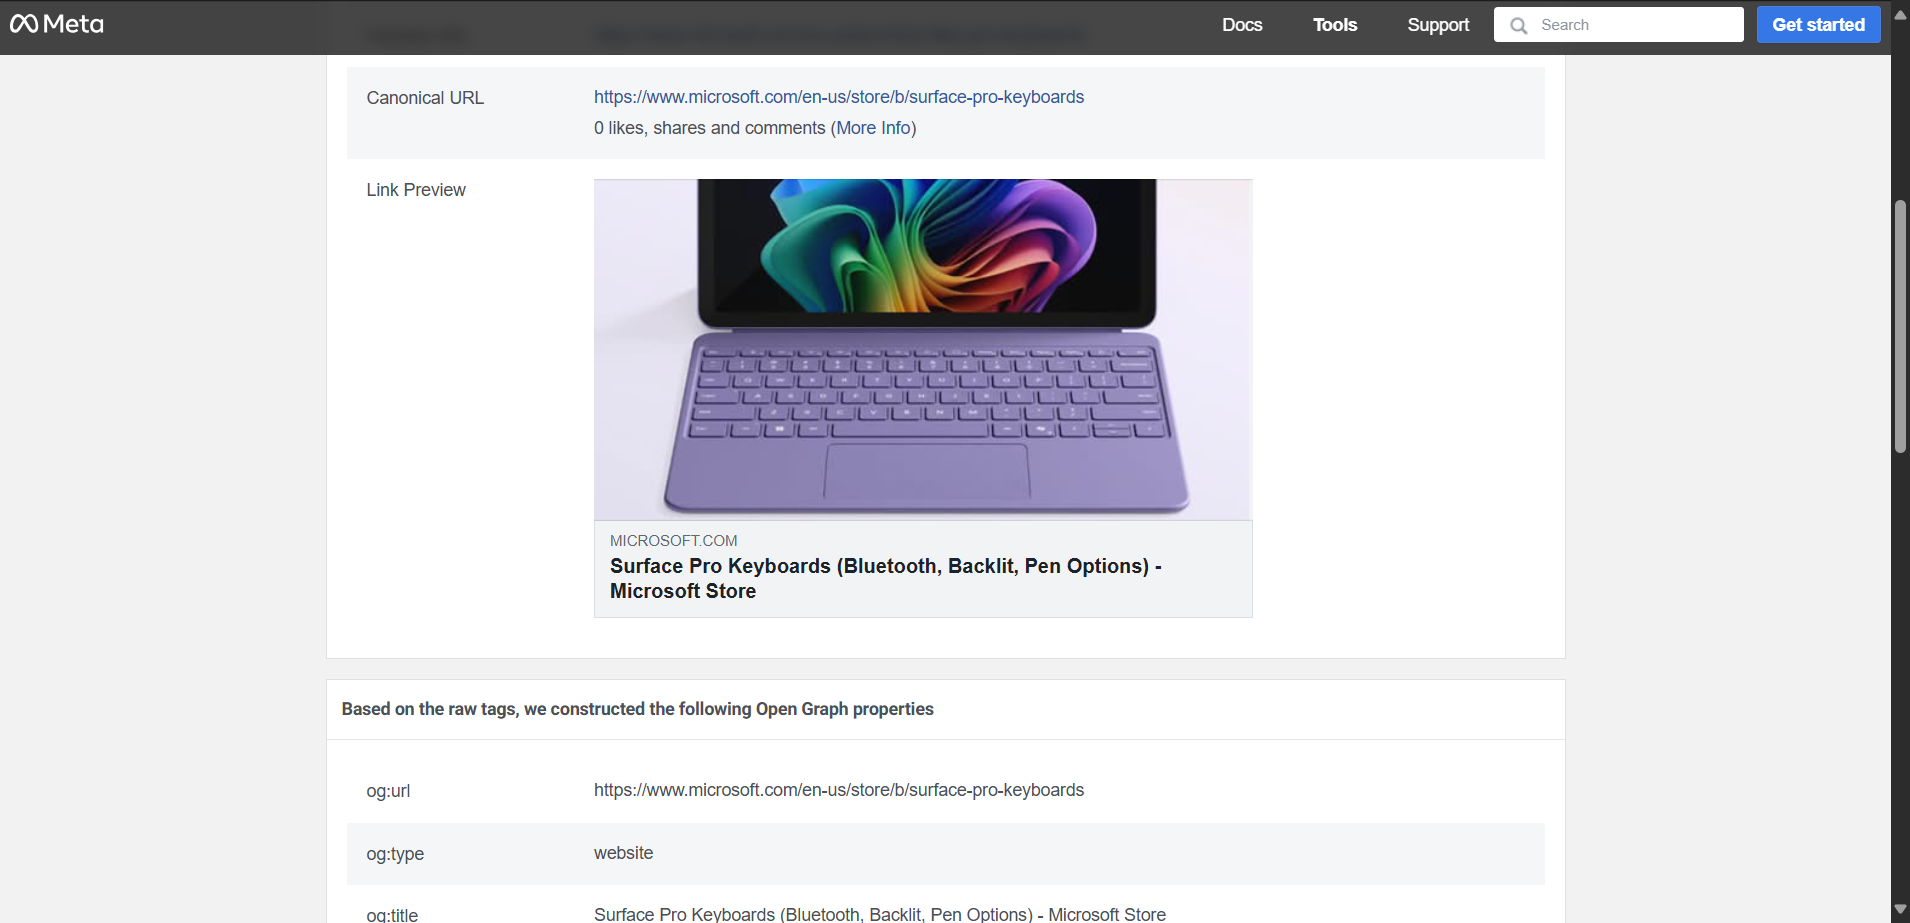 Meta
Docs
Tools
Support
Search
Get started
Canonical URL
https://www.microsoft.com/en-us/store/b/surface-pro-keyboards
0 likes, shares and comments (More Info)
Link Preview
MICROSOFT.COM
Surface Pro Keyboards (Bluetooth, Backlit, Pen Options) -
Microsoft Store
Based on the raw tags, we constructed the following Open Graph properties
og:url
https://www.microsoft.com/en-us/store/b/surface-pro-keyboards
og:type
website
og:title
Surface Pro Keyboards (Bluetooth, Backlit, Pen Options) - Microsoft Store